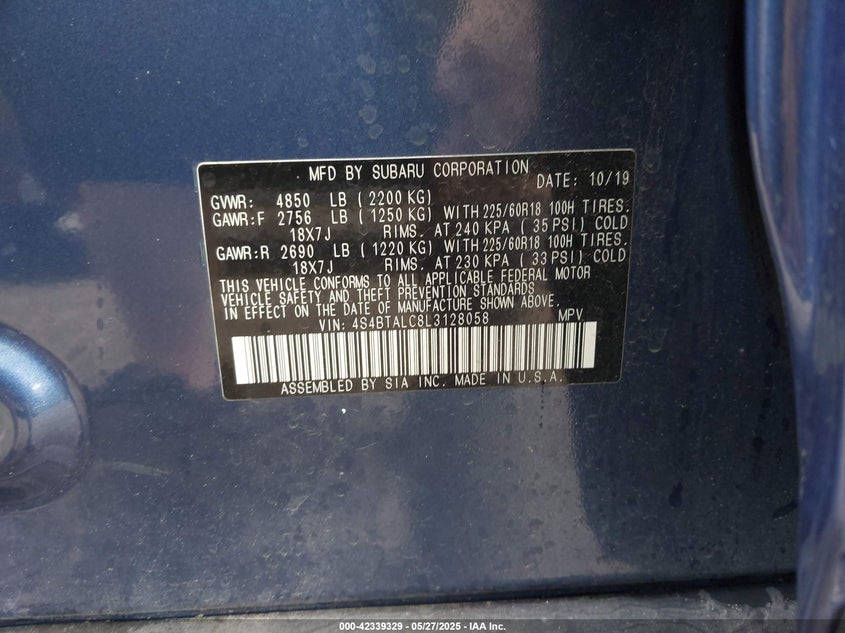 MFD BY SUBARU CORPORATION DATE: 10/19
GVWR: 4850 LB (2200 KG)
GAWR:F 2756 LB (1250 KG) WITH 225/60R18 100H TIRES.
18X7J RIMS. AT 240 KPA (35 PSI) COLD
GAWR:R 2690 LB (1220 KG) WITH 225/60R18 100H TIRES.
18X7J RIMS. AT 230 KPA (33 PSI) COLD
THIS VEHICLE CONFORMS TO ALL APPLICABLE FEDERAL MOTOR
VEHICLE SAFETY AND THEFT PREVENTION STANDARDS
IN EFFECT ON THE DATE OF MANUFACTURE SHOWN ABOVE.
VIN: 4S4BTALC8L3128058 MPV
ASSEMBLED BY SIA INC. MADE IN U.S.A.
000-42339329 - 05/27/2025 - IAA Inc.